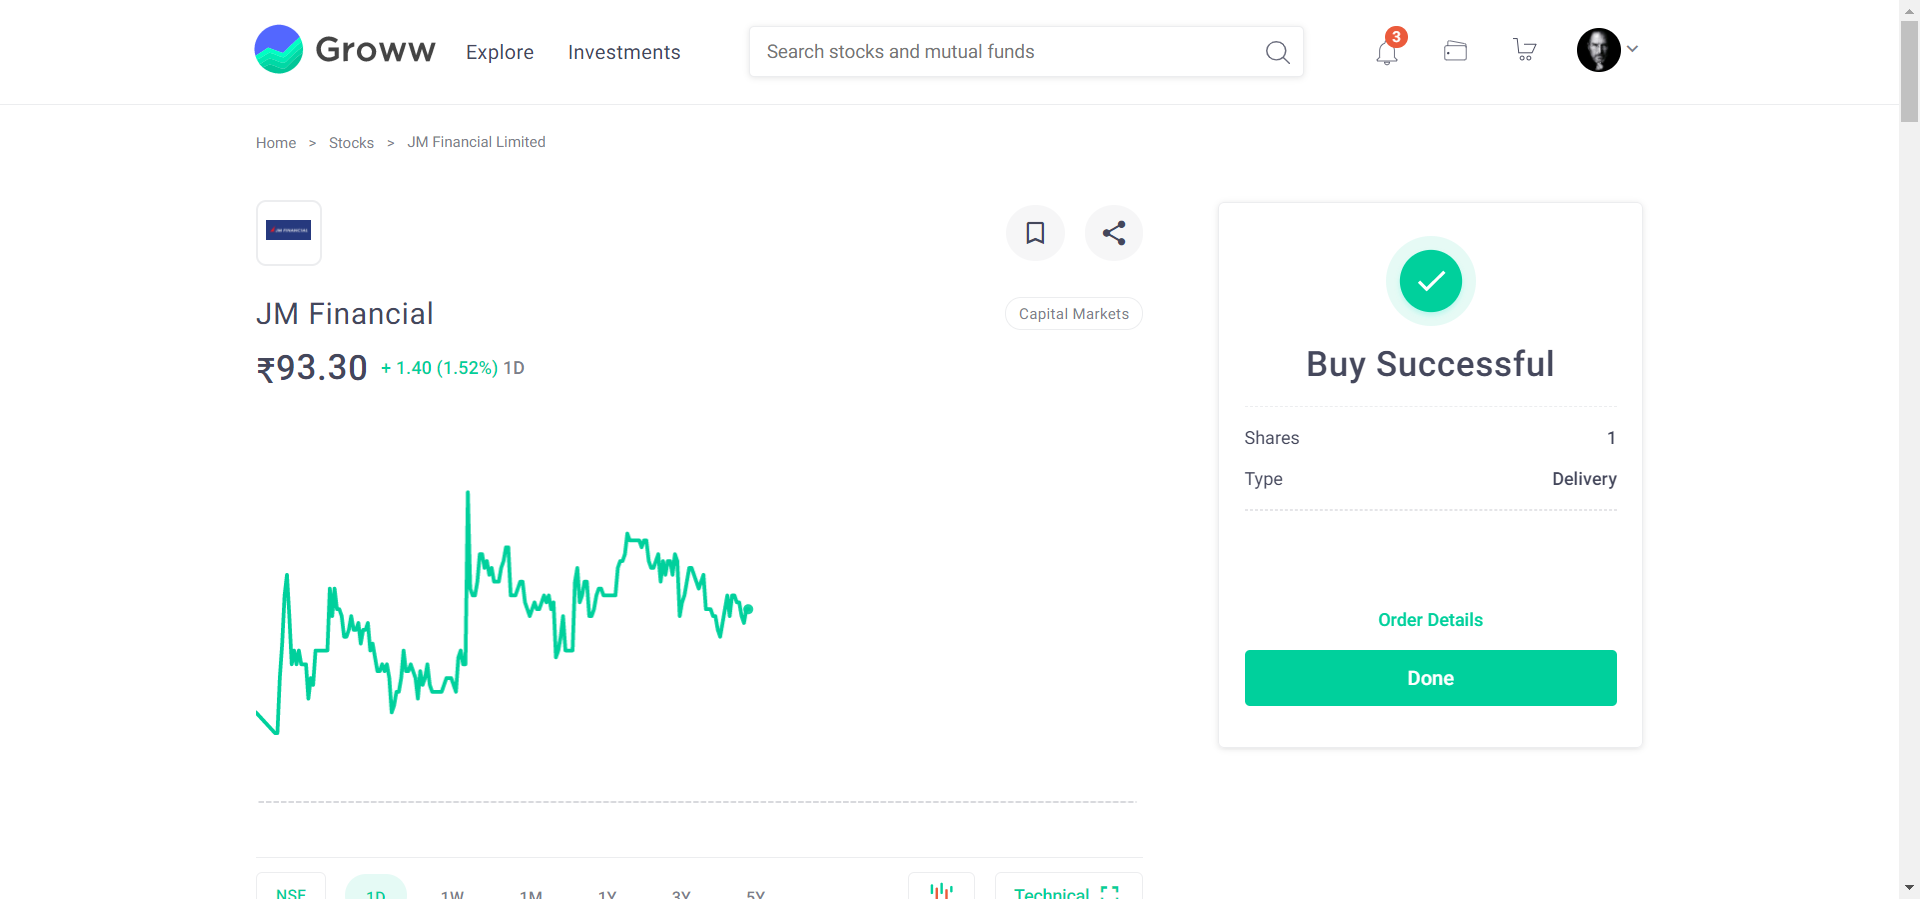 Groww
Explore
Investments
Search stocks and mutual funds
3
Home > Stocks > JM Financial Limited
JM FINANCIAL
JM Financial
Capital Markets
₹93.30 + 1.40 (1.52%) 1D
Buy Successful
Shares 1
Type Delivery
Order Details
Done
NSE
1D
1W
1M
1Y
3Y
5Y
Technical